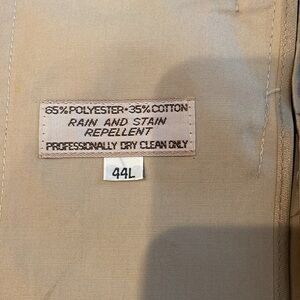 65% POLYESTER • 35% COTTON
RAIN AND STAIN
REPELLENT
PROFESSIONALLY DRY CLEAN ONLY
44L